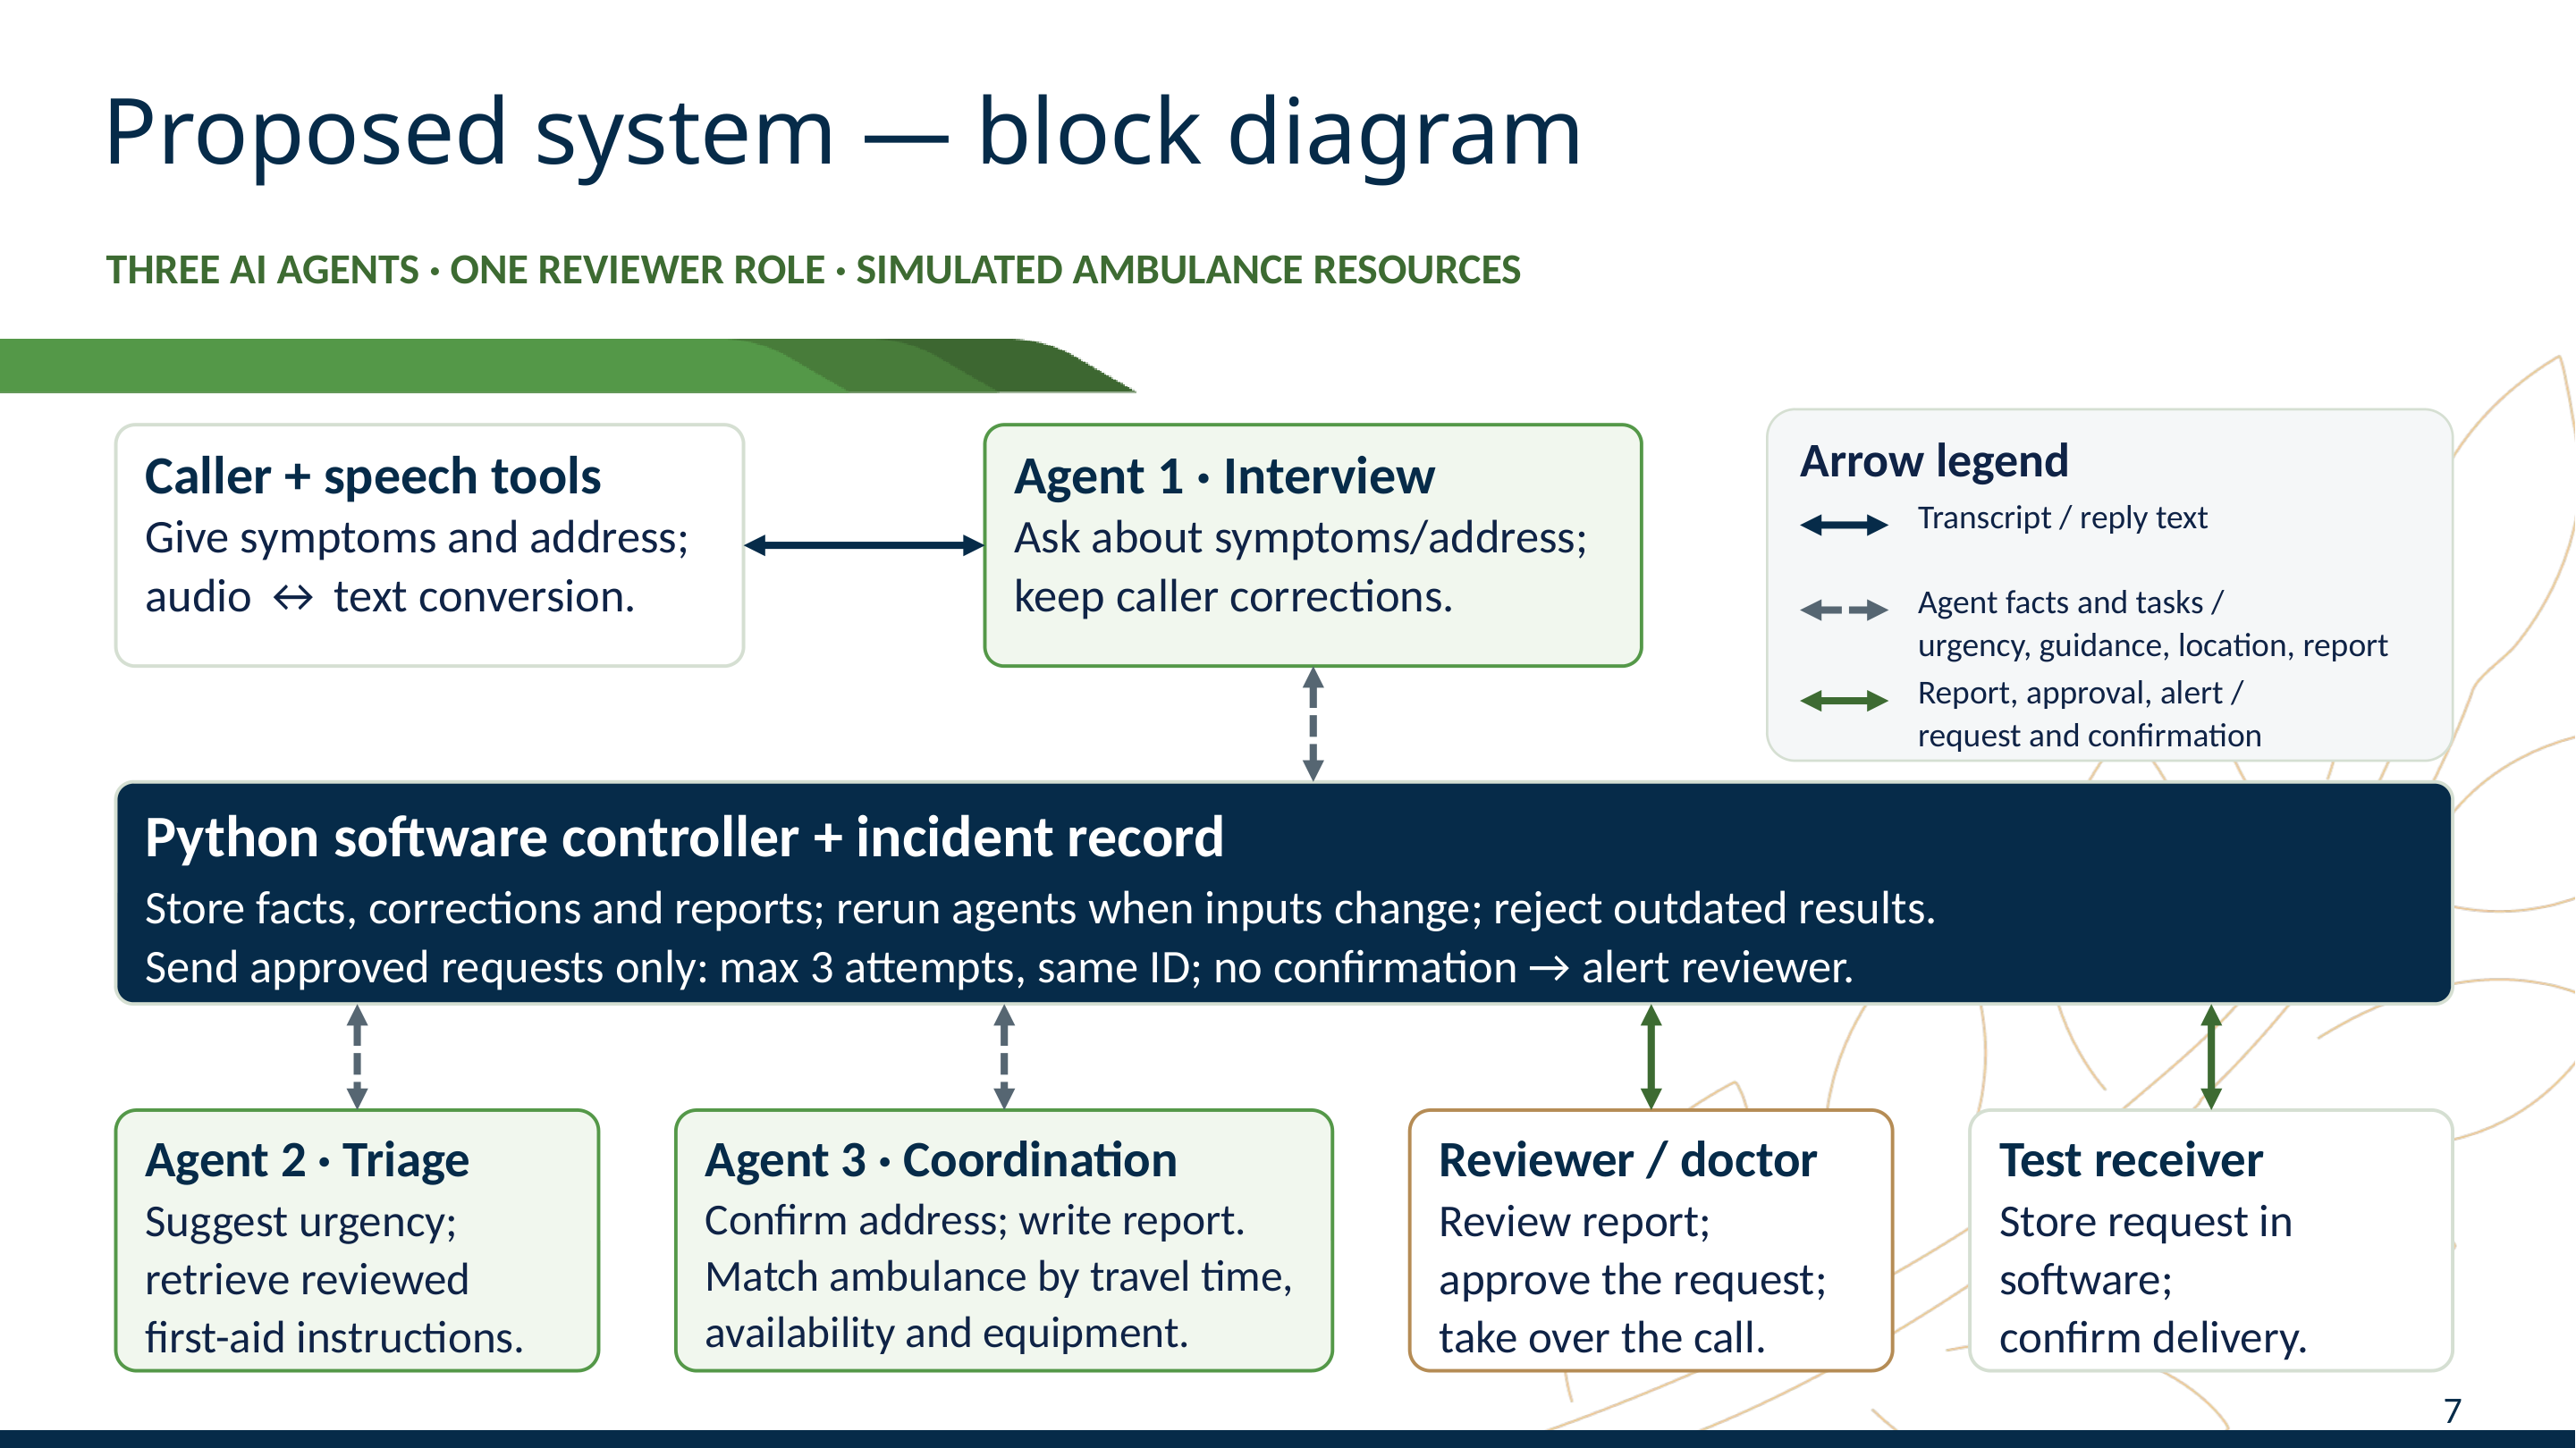 Proposed system — block diagram
THREE AI AGENTS · ONE REVIEWER ROLE · SIMULATED AMBULANCE RESOURCES
Caller + speech tools
Give symptoms and address;
audio ↔ text conversion.
Agent 1 · Interview
Ask about symptoms/address;
keep caller corrections.
Arrow legend
Transcript / reply text
Agent facts and tasks /
urgency, guidance, location, report
Report, approval, alert /
request and confirmation
Python software controller + incident record
Store facts, corrections and reports; rerun agents when inputs change; reject outdated results.
Send approved requests only: max 3 attempts, same ID; no confirmation → alert reviewer.
Agent 2 · Triage
Suggest urgency;
retrieve reviewed
first-aid instructions.
Agent 3 · Coordination
Confirm address; write report.
Match ambulance by travel time,
availability and equipment.
Reviewer / doctor
Review report;
approve the request;
take over the call.
Test receiver
Store request in
software;
confirm delivery.
7